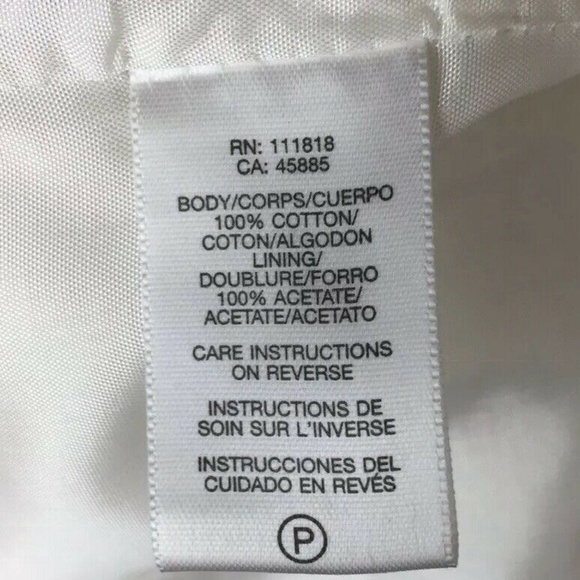 RN: 111818
CA: 45885
BODY/CORPS/CUERPO
100% COTTON/
COTON/ALGODON
LINING/
DOUBLURE/FORRO
100% ACETATE/
ACETATE/ACETATO
CARE INSTRUCTIONS
ON REVERSE
INSTRUCTIONS DE
SOIN SUR L'INVERSE
INSTRUCCIONES DEL
CUIDADO EN REVÉS
P